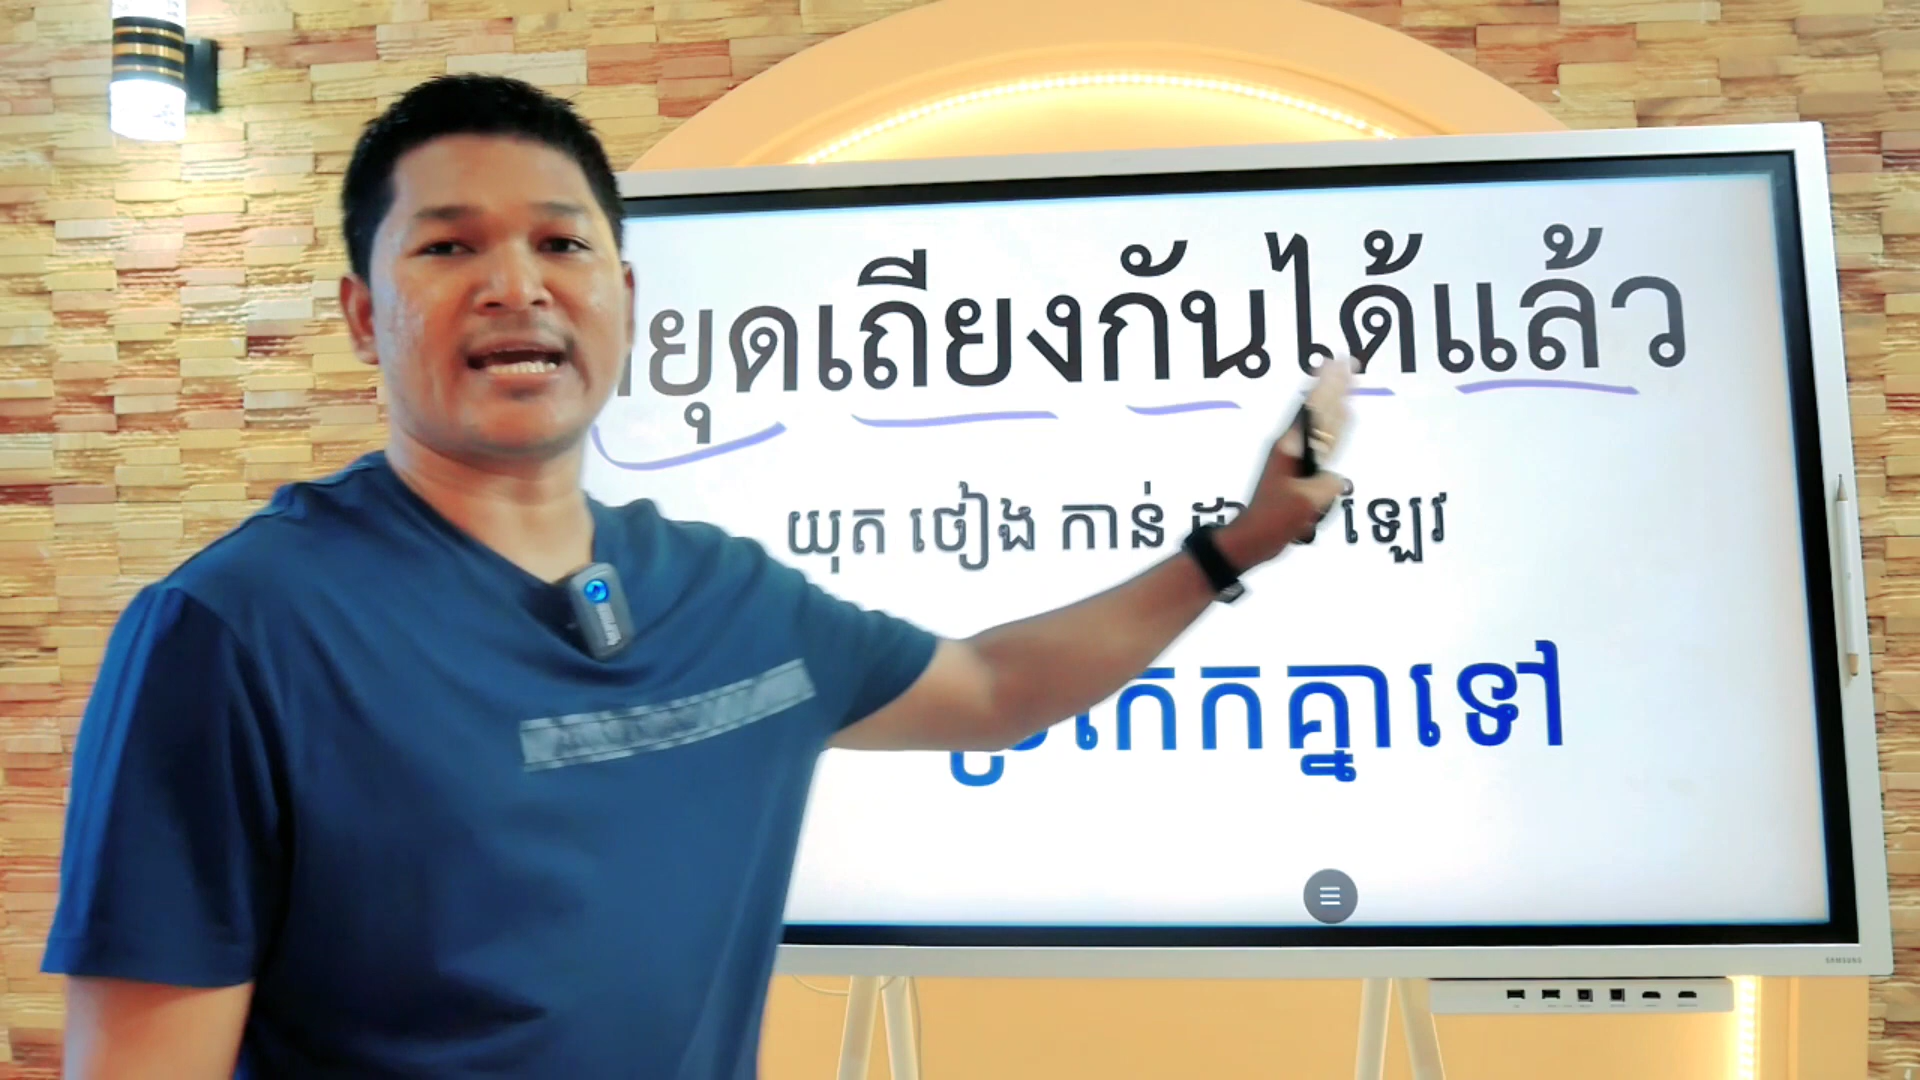 ยุดเถียงกันได้แล้ว
យុត ថៀង កាន់ ឡែវ
កែកគ្នាទៅ
SAMSUNG